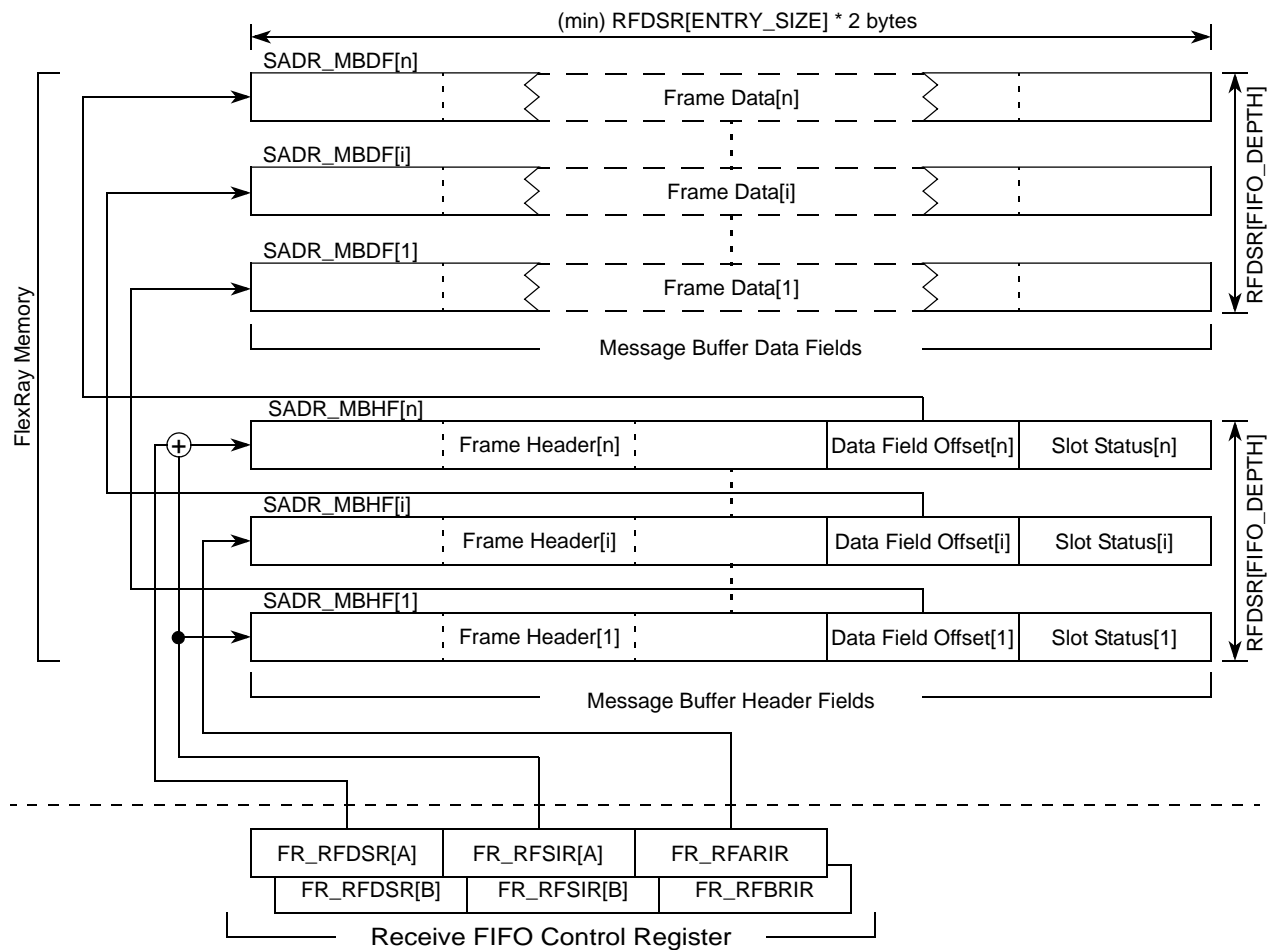 (min) RFDSR[ENTRY_SIZE] * 2 bytes
SADR_MBDF[n]
Frame Data[n]
SADR_MBDF[i]
Frame Data[i]
SADR_MBDF[1]
Frame Data[1]
RFDSR[FIFO_DEPTH]
Message Buffer Data Fields
FlexRay Memory
SADR_MBHF[n]
+
Frame Header[n]
Data Field Offset[n]
Slot Status[n]
SADR_MBHF[i]
Frame Header[i]
Data Field Offset[i]
Slot Status[i]
SADR_MBHF[1]
Frame Header[1]
Data Field Offset[1]
Slot Status[1]
RFDSR[FIFO_DEPTH]
Message Buffer Header Fields
FR_RFDSR[A]
FR_RFSIR[A]
FR_RFARIR
FR_RFDSR[B]
FR_RFSIR[B]
FR_RFBRIR
Receive FIFO Control Register